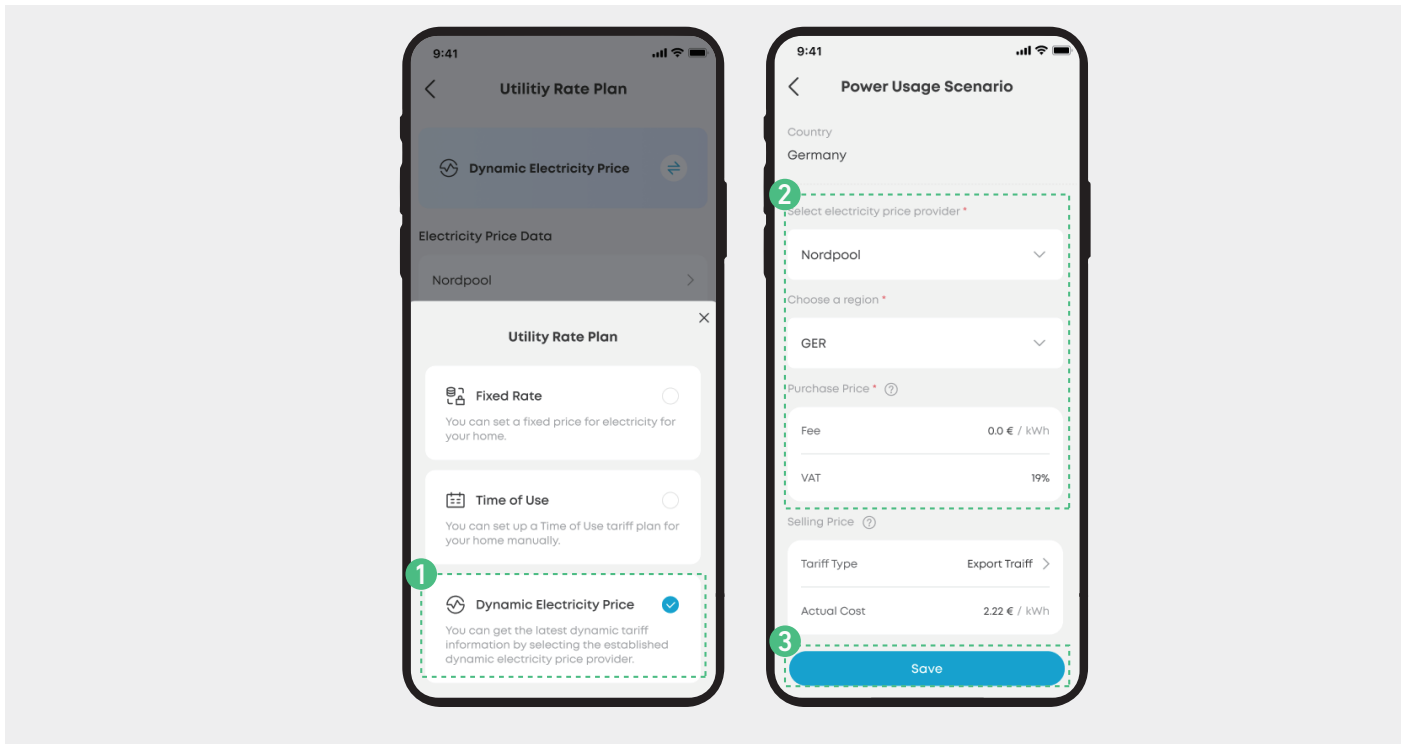 9:41
Utilitiy Rate Plan
Dynamic Electricity Price
Electricity Price Data
Nordpool
Utility Rate Plan
Fixed Rate
You can set a fixed price for electricity for
your home.
Time of Use
You can set up a Time of Use tariff plan for
your home manually.
1
Dynamic Electricity Price
You can get the latest dynamic tariff
information by selecting the established
dynamic electricity price provider.
9:41
Power Usage Scenario
Country
Germany
2
Select electricity price provider *
Nordpool
Choose a region *
GER
Purchase Price * ?
Fee 0.0 € / kWh
VAT 19%
Selling Price ?
Tariff Type Export Traiff
Actual Cost 2.22 € / kWh
3
Save